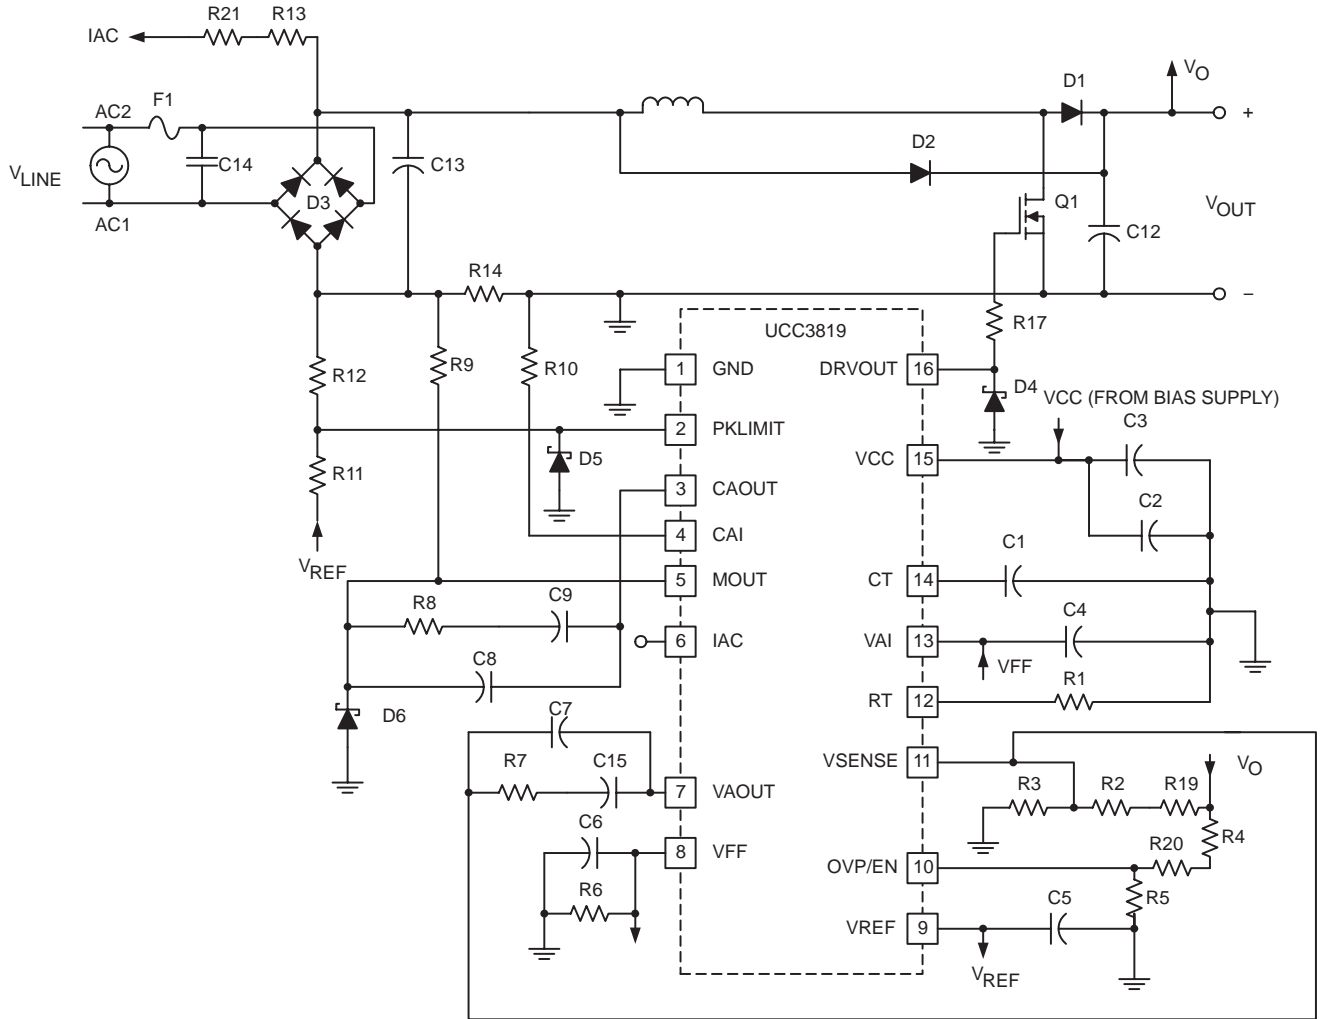 IAC
R21
R13
AC2
F1
VLINE
C14
AC1
D3
C13
D1
VO
+
D2
Q1
VOUT
C12
R14
−
UCC3819
R17
R12
R9
R10
1
GND
DRVOUT
16
D4
VCC (FROM BIAS SUPPLY)
C3
2
PKLIMIT
D5
VCC
15
R11
3
CAOUT
C2
4
CAI
C1
VREF
5
MOUT
CT
14
R8
C9
C4
6
IAC
VAI
13
VFF
C8
R1
RT
12
D6
C7
VSENSE
11
VO
R7
C15
R3
R2
R19
7
VAOUT
R4
C6
R20
8
VFF
OVP/EN
10
R6
R5
C5
VREF
9
VREF